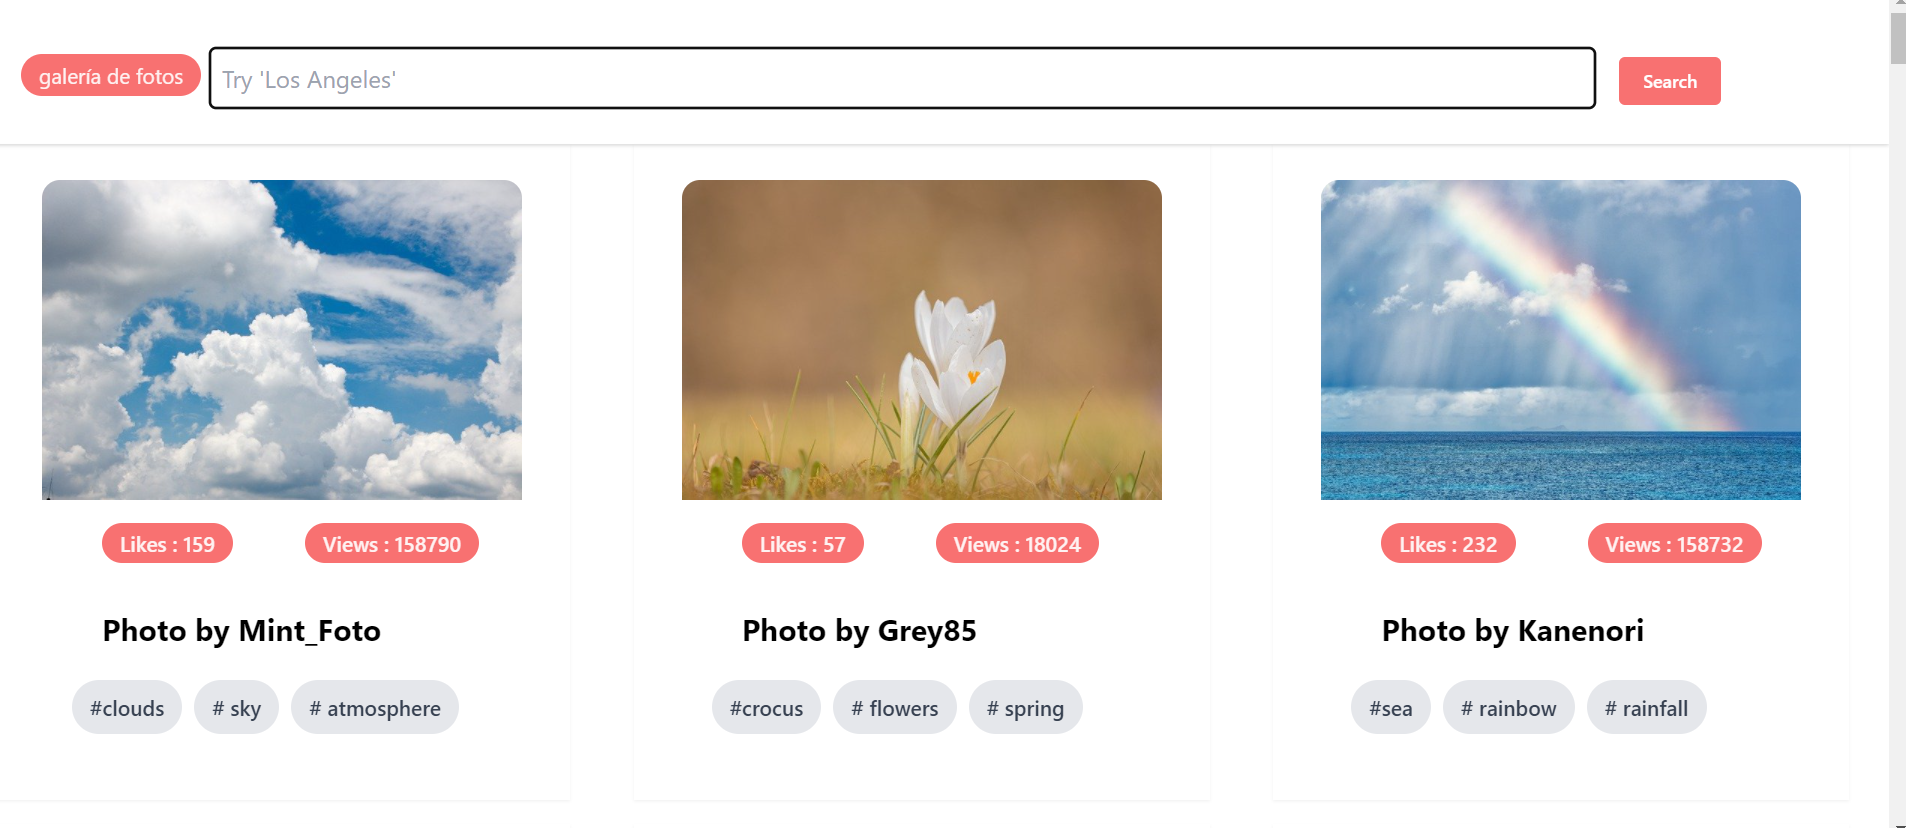 galería de fotos
Try 'Los Angeles'
Search
Likes : 159
Views : 158790
Likes : 57
Views : 18024
Likes : 232
Views : 158732
Photo by Mint_Foto
Photo by Grey85
Photo by Kanenori
#clouds
# sky
# atmosphere
#crocus
# flowers
# spring
#sea
# rainbow
# rainfall